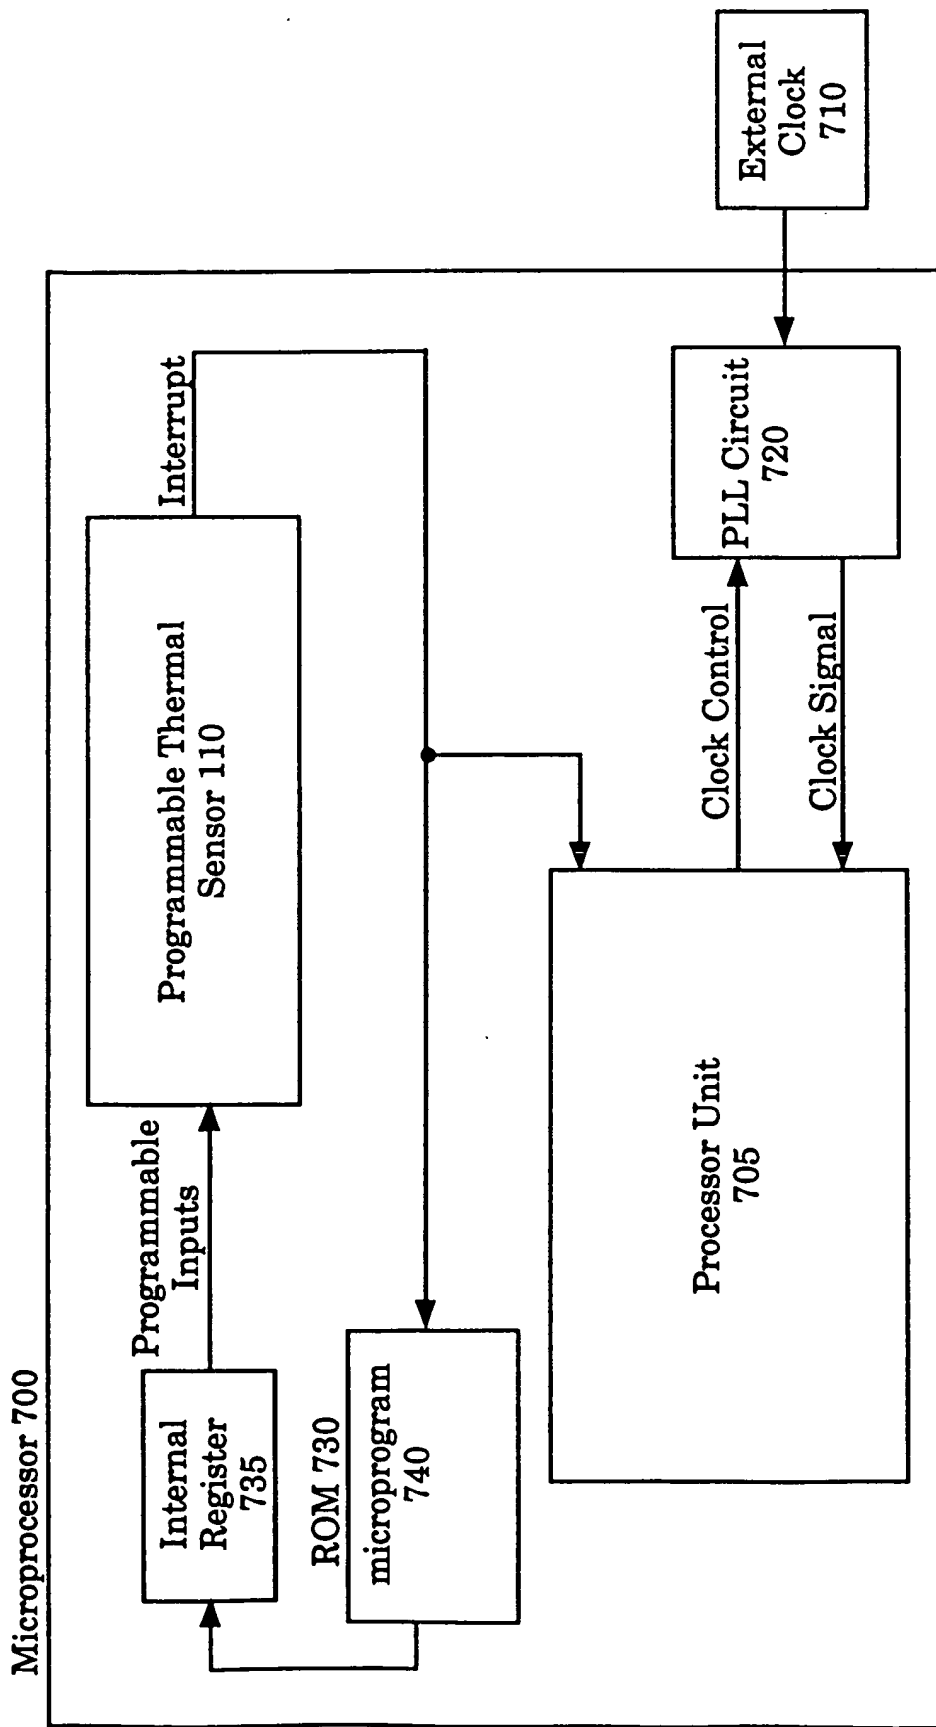 Microprocessor 700
Internal
Register
735
Programmable
Inputs
Programmable Thermal
Sensor 110
Interrupt
ROM 730
microprogram
740
Processor Unit
705
Clock Control
Clock Signal
PLL Circuit
720
External
Clock
710